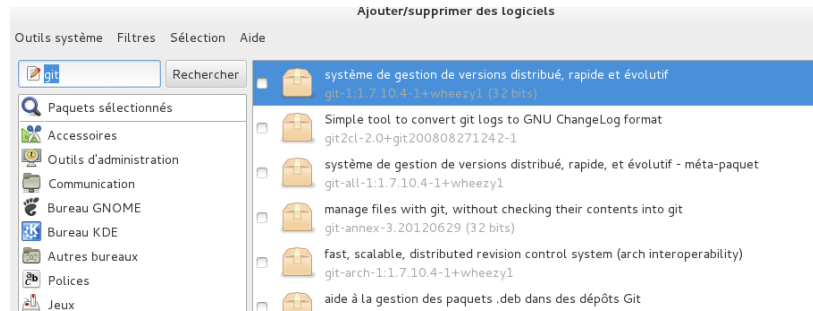 Ajouter/supprimer des logiciels
Outils système Filtres Sélection Aide
git Rechercher
Paquets sélectionnés
Accessoires
Outils d'administration
Communication
Bureau GNOME
Bureau KDE
Autres bureaux
Polices
Jeux
système de gestion de versions distribué, rapide et évolutif
git-1:1.7.10.4-1+wheezy1 (32 bits)
Simple tool to convert git logs to GNU ChangeLog format
git2cl-2.0+git200808271242-1
système de gestion de versions distribué, rapide, et évolutif - méta-paquet
git-all-1:1.7.10.4-1+wheezy1
manage files with git, without checking their contents into git
git-annex-3.20120629 (32 bits)
fast, scalable, distributed revision control system (arch interoperability)
git-arch-1:1.7.10.4-1+wheezy1
aide à la gestion des paquets .deb dans des dépôts Git